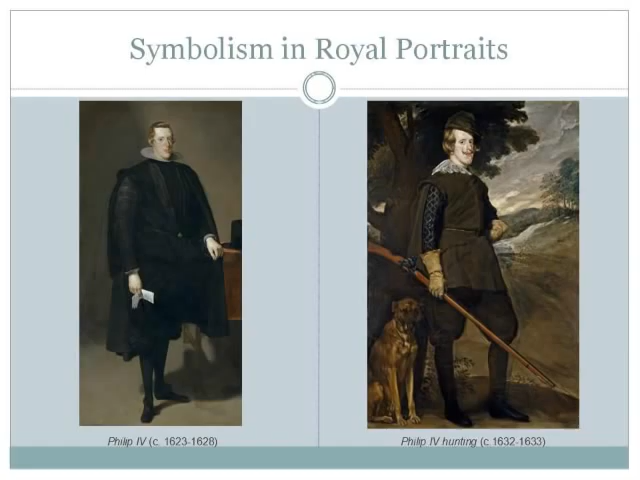 Symbolism in Royal Portraits
Philip IV (c. 1623-1628)
Philip IV hunting (c.1632-1633)